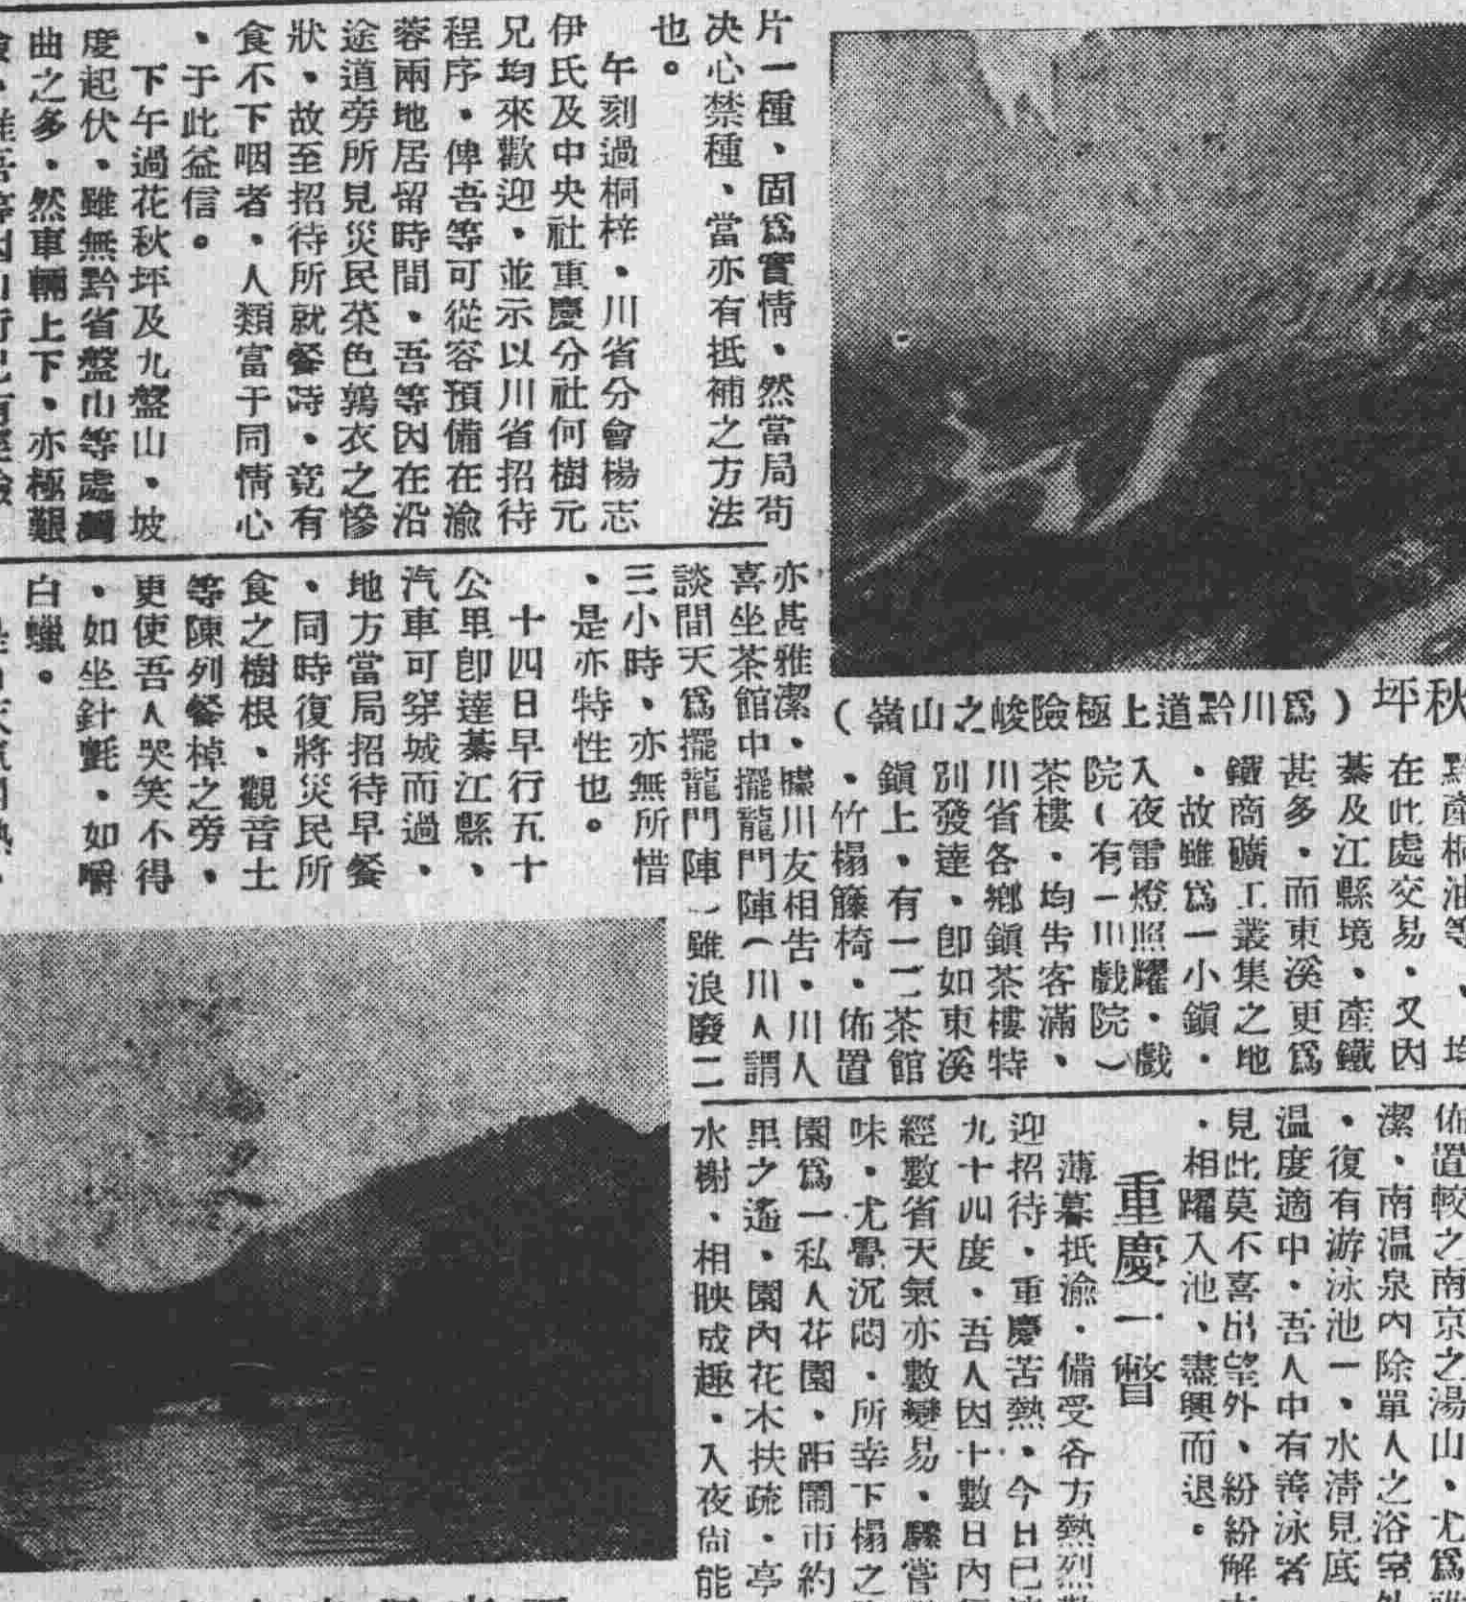 片一種、固爲實情、然當局苟
決心禁種、當亦有抵補之方法
也。
午刻過桐梓、川省分會楊志
伊氏及中央社重慶分社何樹元
兄均來歡迎、並示以川省招待
程序、俾吾等可從容預備在渝
蓉兩地居留時間、吾等因在沿
途道旁所見災民菜色鶉衣之慘
狀、故至招待所就餐時、竟有
食不下咽者、人類富于同情心
、于此益信。
下午過花秋坪及九盤山、坡
度起伏、雖無黔省盤山等處彎
曲之多、然車輛上下、亦極艱
秋坪
(爲川黔道上極險峻之山嶺)
黔產桐油等、均
在此處交易、又因
綦及江縣境、產鐵
甚多、而東溪更爲
鐵商礦工叢集之地
、故雖爲一小鎮、
入夜雷燈照耀、戲
院(有一川戲院)
茶樓、均吿客滿、
川省各鄉鎮茶樓特
別發達、卽如東溪
鎮上、有一二茶館
、竹榻籐椅、佈置
亦甚雅潔、據川友相吿、川人
喜坐茶館中擺龍門陣(川人謂
談間天爲擺龍門陣)雖浪廢二
三小時、亦無所惜
、是亦特性也。
十四日早行五十
公里卽達綦江縣、
汽車可穿城而過、
地方當局招待早餐
、同時復將災民所
食之樹根、觀音土
等陳列餐棹之旁、
更使吾人哭笑不得
、如坐針氈、如嚼
白蠟。
佈置較之南京之湯山、尤爲
潔、南温泉內除單人之浴室外
、復有游泳池一、水清見底
温度適中、吾人中有善泳者
見此莫不喜出望外、紛紛解
、相躍入池、盡興而退。
重慶一瞥
薄暮抵渝、備受各方熱烈
迎招待、重慶苦熱、今日已
九十四度、吾人因十數日內
經數省天氣亦數變易、驟嘗
味、尤覺沉悶、所幸下榻之
園爲一私人花園、距鬧市約
里之遙、園內花木扶疏、亭
水榭、相映成趣、入夜尙能